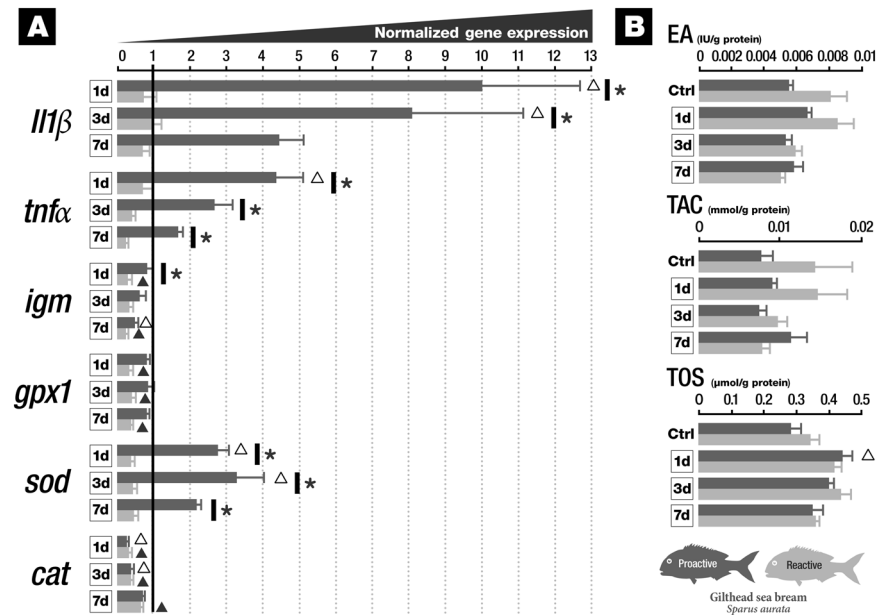 A
Normalized gene expression
0 1 2 3 4 5 6 7 8 9 10 11 12 13
Il1β
1d
3d
7d
tnfα
1d
*
3d
*
7d
*
igm
1d
*
3d
7d
gpx1
1d
3d
7d
sod
1d
*
3d
*
7d
*
cat
1d
3d
7d
B
EA (IU/g protein)
0 0.002 0.004 0.006 0.008 0.01
Ctrl
1d
3d
7d
TAC (mmol/g protein)
0 0.01 0.02
Ctrl
1d
3d
7d
TOS (µmol/g protein)
0 0.1 0.2 0.3 0.4 0.5
Ctrl
1d
3d
7d
Proactive Reactive
Gilthead sea bream
Sparus aurata